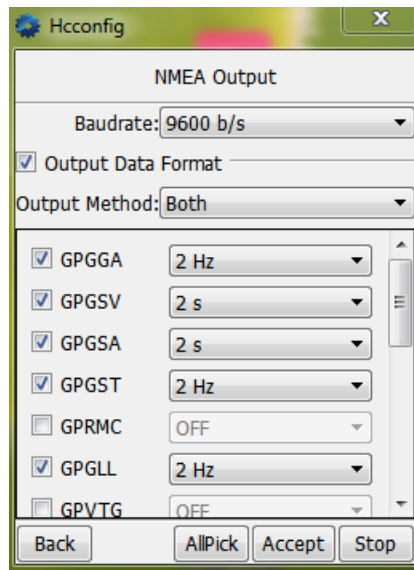 Hcconfig
NMEA Output
Baudrate: 9600 b/s
Output Data Format
Output Method: Both
GPGGA 2 Hz
GPGSV 2 s
GPGSA 2 s
GPGST 2 Hz
GPRMC OFF
GPGLL 2 Hz
GPVTG OFF
Back AllPick Accept Stop